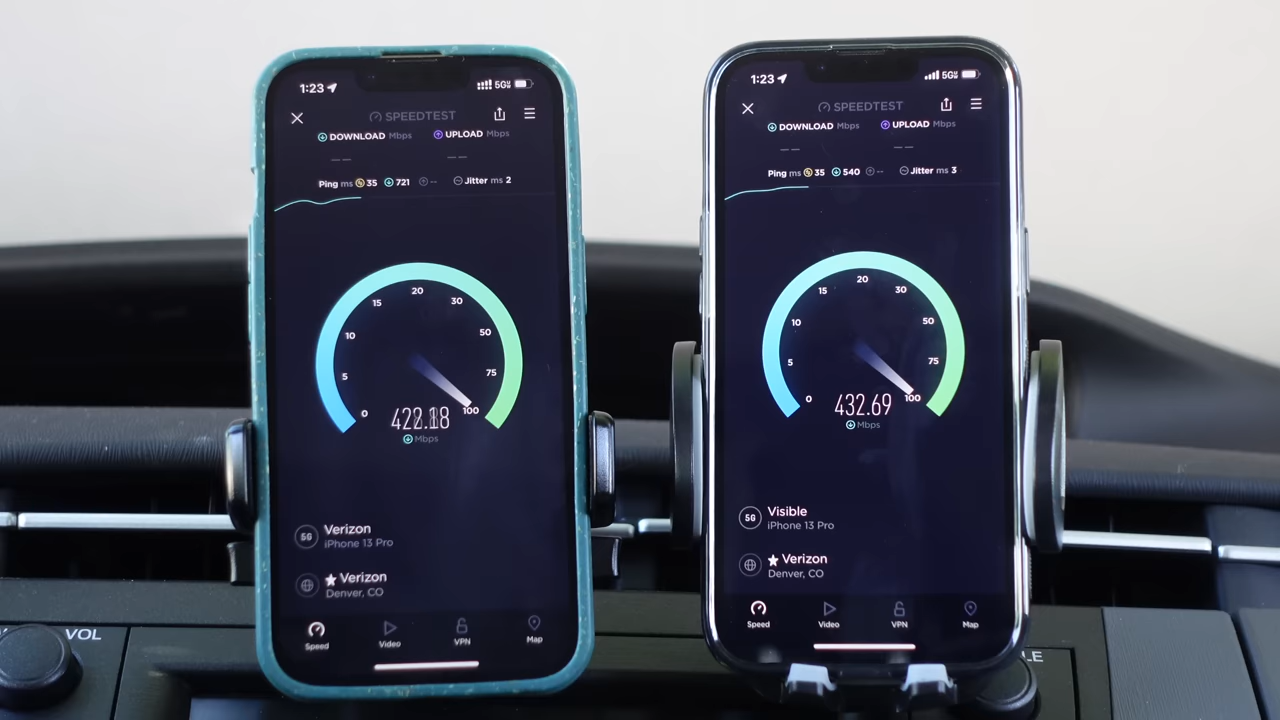 1:23 5G
SPEEDTEST
DOWNLOAD Mbps UPLOAD Mbps
Ping ms 35 721 -- Jitter ms 2
0
5
10
15
20
30
50
75
100
Mbps
5G Verizon
iPhone 13 Pro
Verizon
Denver, CO
Speed Video VPN Map
1:23 5G
SPEEDTEST
DOWNLOAD Mbps UPLOAD Mbps
Ping ms 35 540 -- Jitter ms 3
0
5
10
15
20
30
50
75
100
432.69
Mbps
5G Visible
iPhone 13 Pro
Verizon
Denver, CO
Speed Video VPN Map
VOL
LE